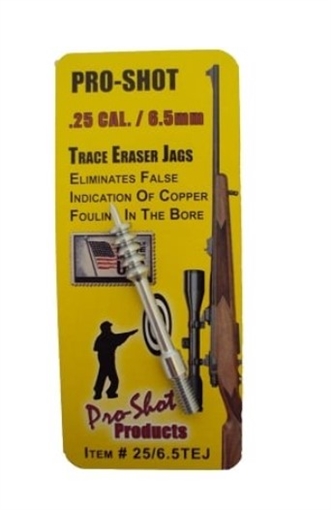 PRO-SHOT
.25 CAL. / 6.5mm
TRACE ERASER JAGS
ELIMINATES FALSE
INDICATION OF COPPER
FOULING IN THE BORE
Pro-Shot
Products
ITEM # 25/6.5TEJ